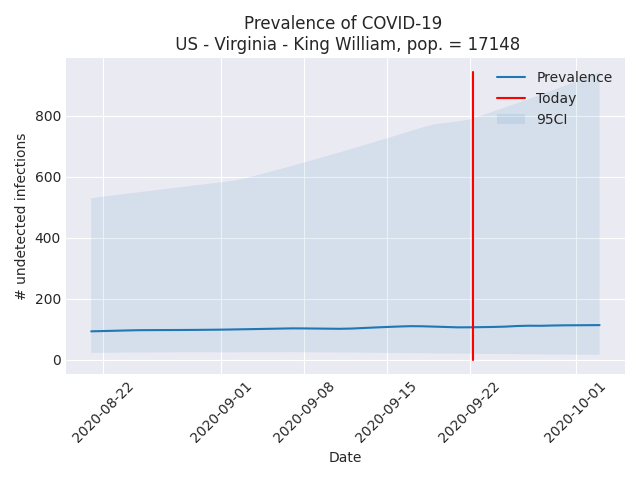 Prevalence of COVID-19
US - Virginia - King William, pop. = 17148
Prevalence
Today
95CI
# undetected infections
800
600
400
200
0
2020-08-22
2020-09-01
2020-09-08
2020-09-15
2020-09-22
2020-10-01
Date